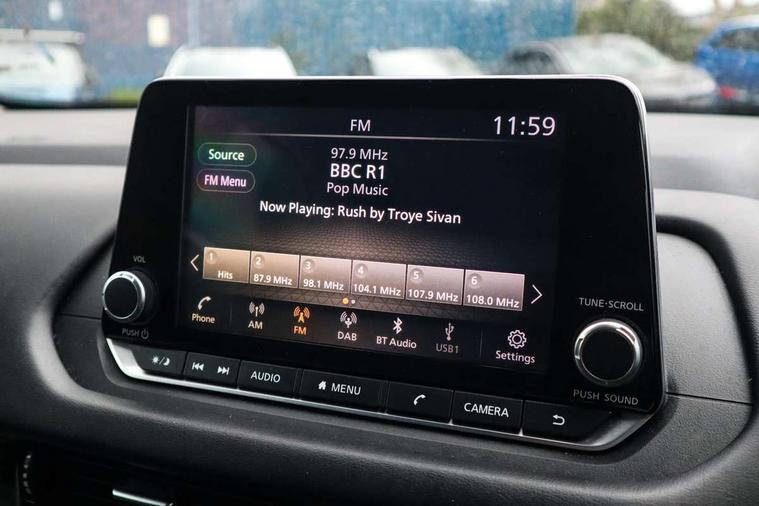 FM
11:59
Source
97.9 MHz
FM Menu
BBC R1
Pop Music
Now Playing: Rush by Troye Sivan
1
Hits
2
87.9 MHz
3
98.1 MHz
4
104.1 MHz
5
107.9 MHz
6
108.0 MHz
Phone
AM
FM
DAB
BT Audio
USB1
Settings
VOL
PUSH
TUNE·SCROLL
PUSH SOUND
AUDIO
MENU
CAMERA